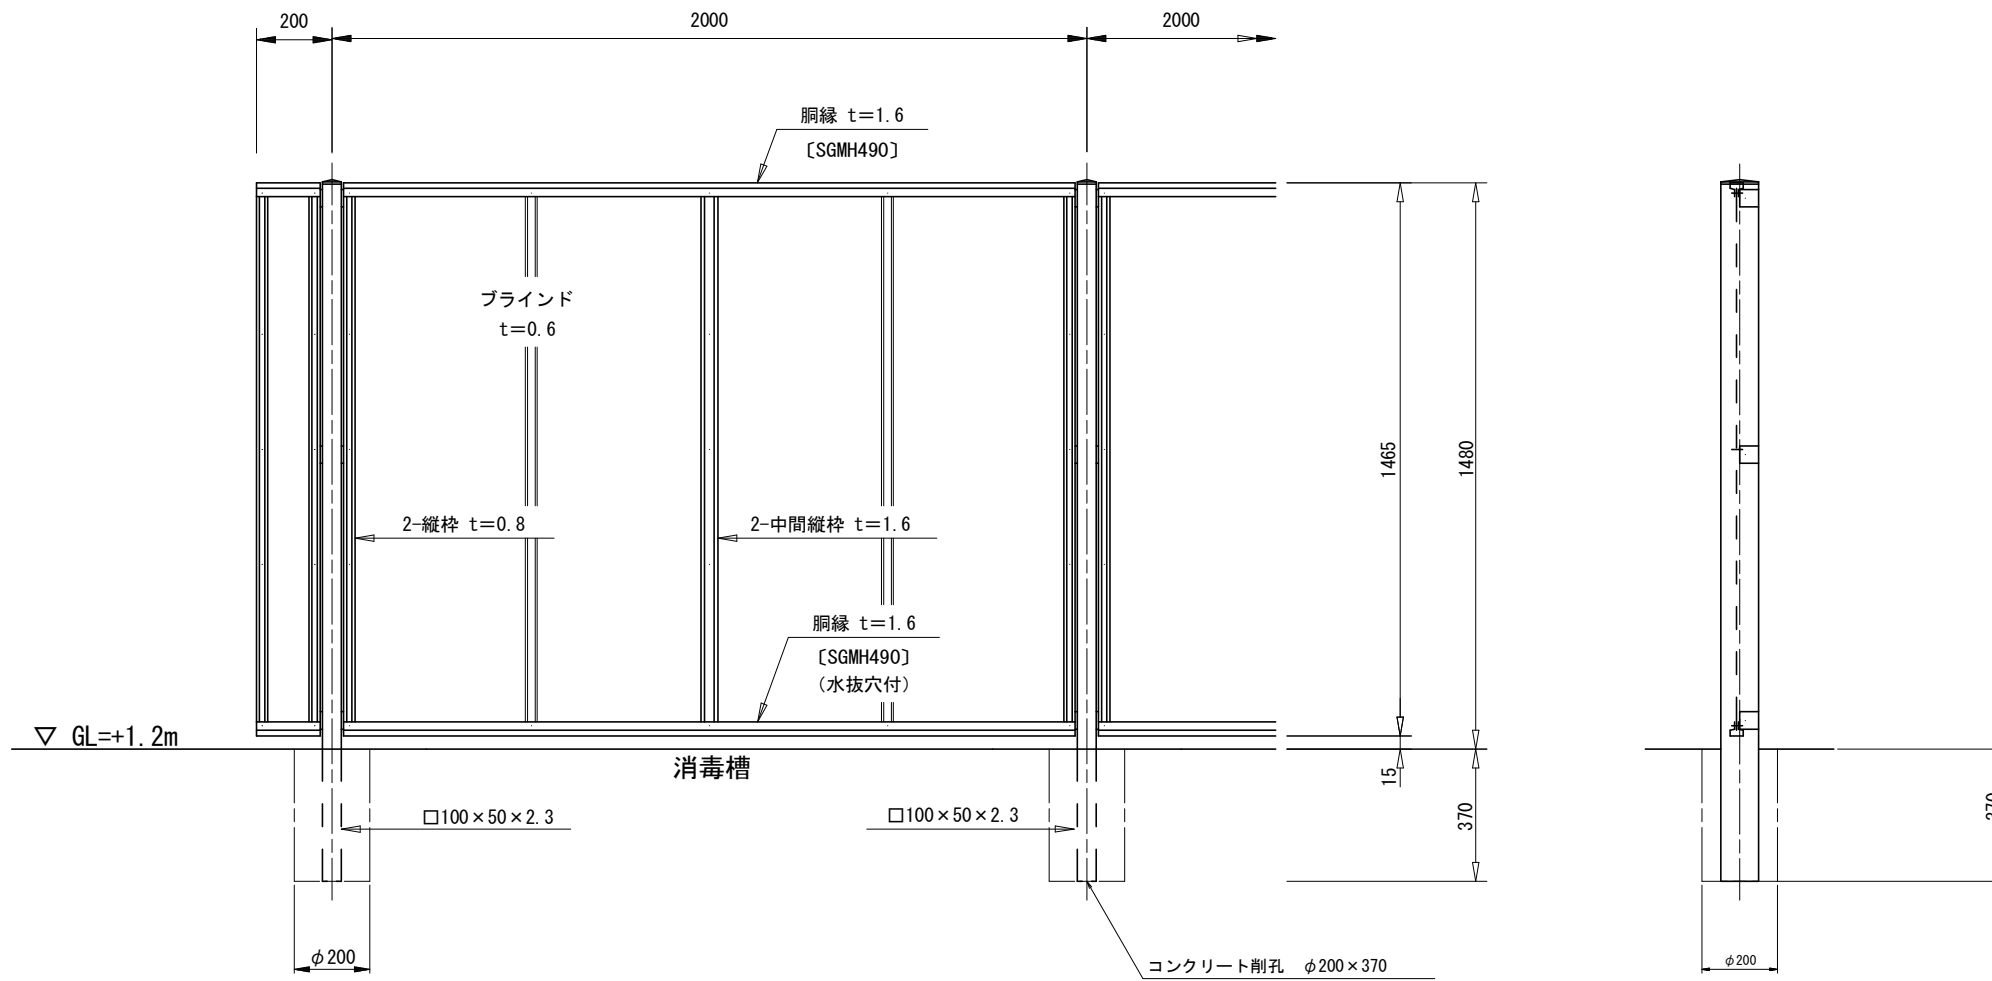 200
2000
2000
胴縁 t=1.6
〔SGMH490〕
ブラインド
t=0.6
2-縦枠 t=0.8
2-中間縦枠 t=1.6
1465
1480
胴縁 t=1.6
〔SGMH490〕
(水抜穴付)
▽ GL=+1.2m
消毒槽
15
□100×50×2.3
□100×50×2.3
370
370
φ200
コンクリート削孔 φ200×370
φ200